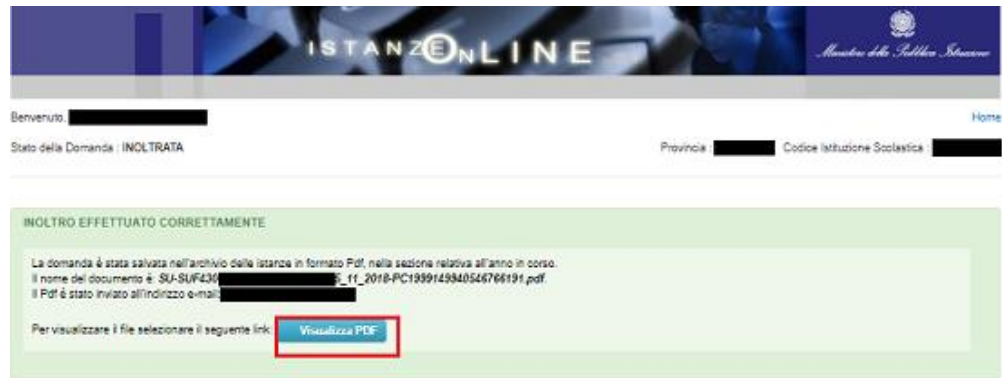 ISTANZE ONLINE
Ministero della Pubblica Istruzione
Benvenuto,
Home
Stato della Domanda : INOLTRATA
Provincia :
Codice Istituzione Scolastica :
INOLTRO EFFETTUATO CORRETTAMENTE
La domanda è stata salvata nell'archivio delle istanze in formato Pdf, nella sezione relativa all'anno in corso.
Il nome del documento è: SU-SUF430 5_11_2018-PC1999149940546766191.pdf.
Il Pdf è stato inviato all'indirizzo e-mail:
Per visualizzare il file selezionare il seguente link:
Visualizza PDF